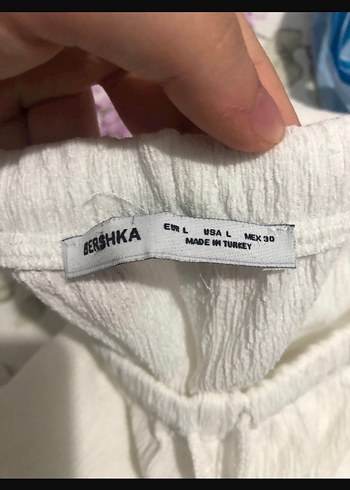 BERSHKA
EUR L USA L MEX 30
MADE IN TURKEY